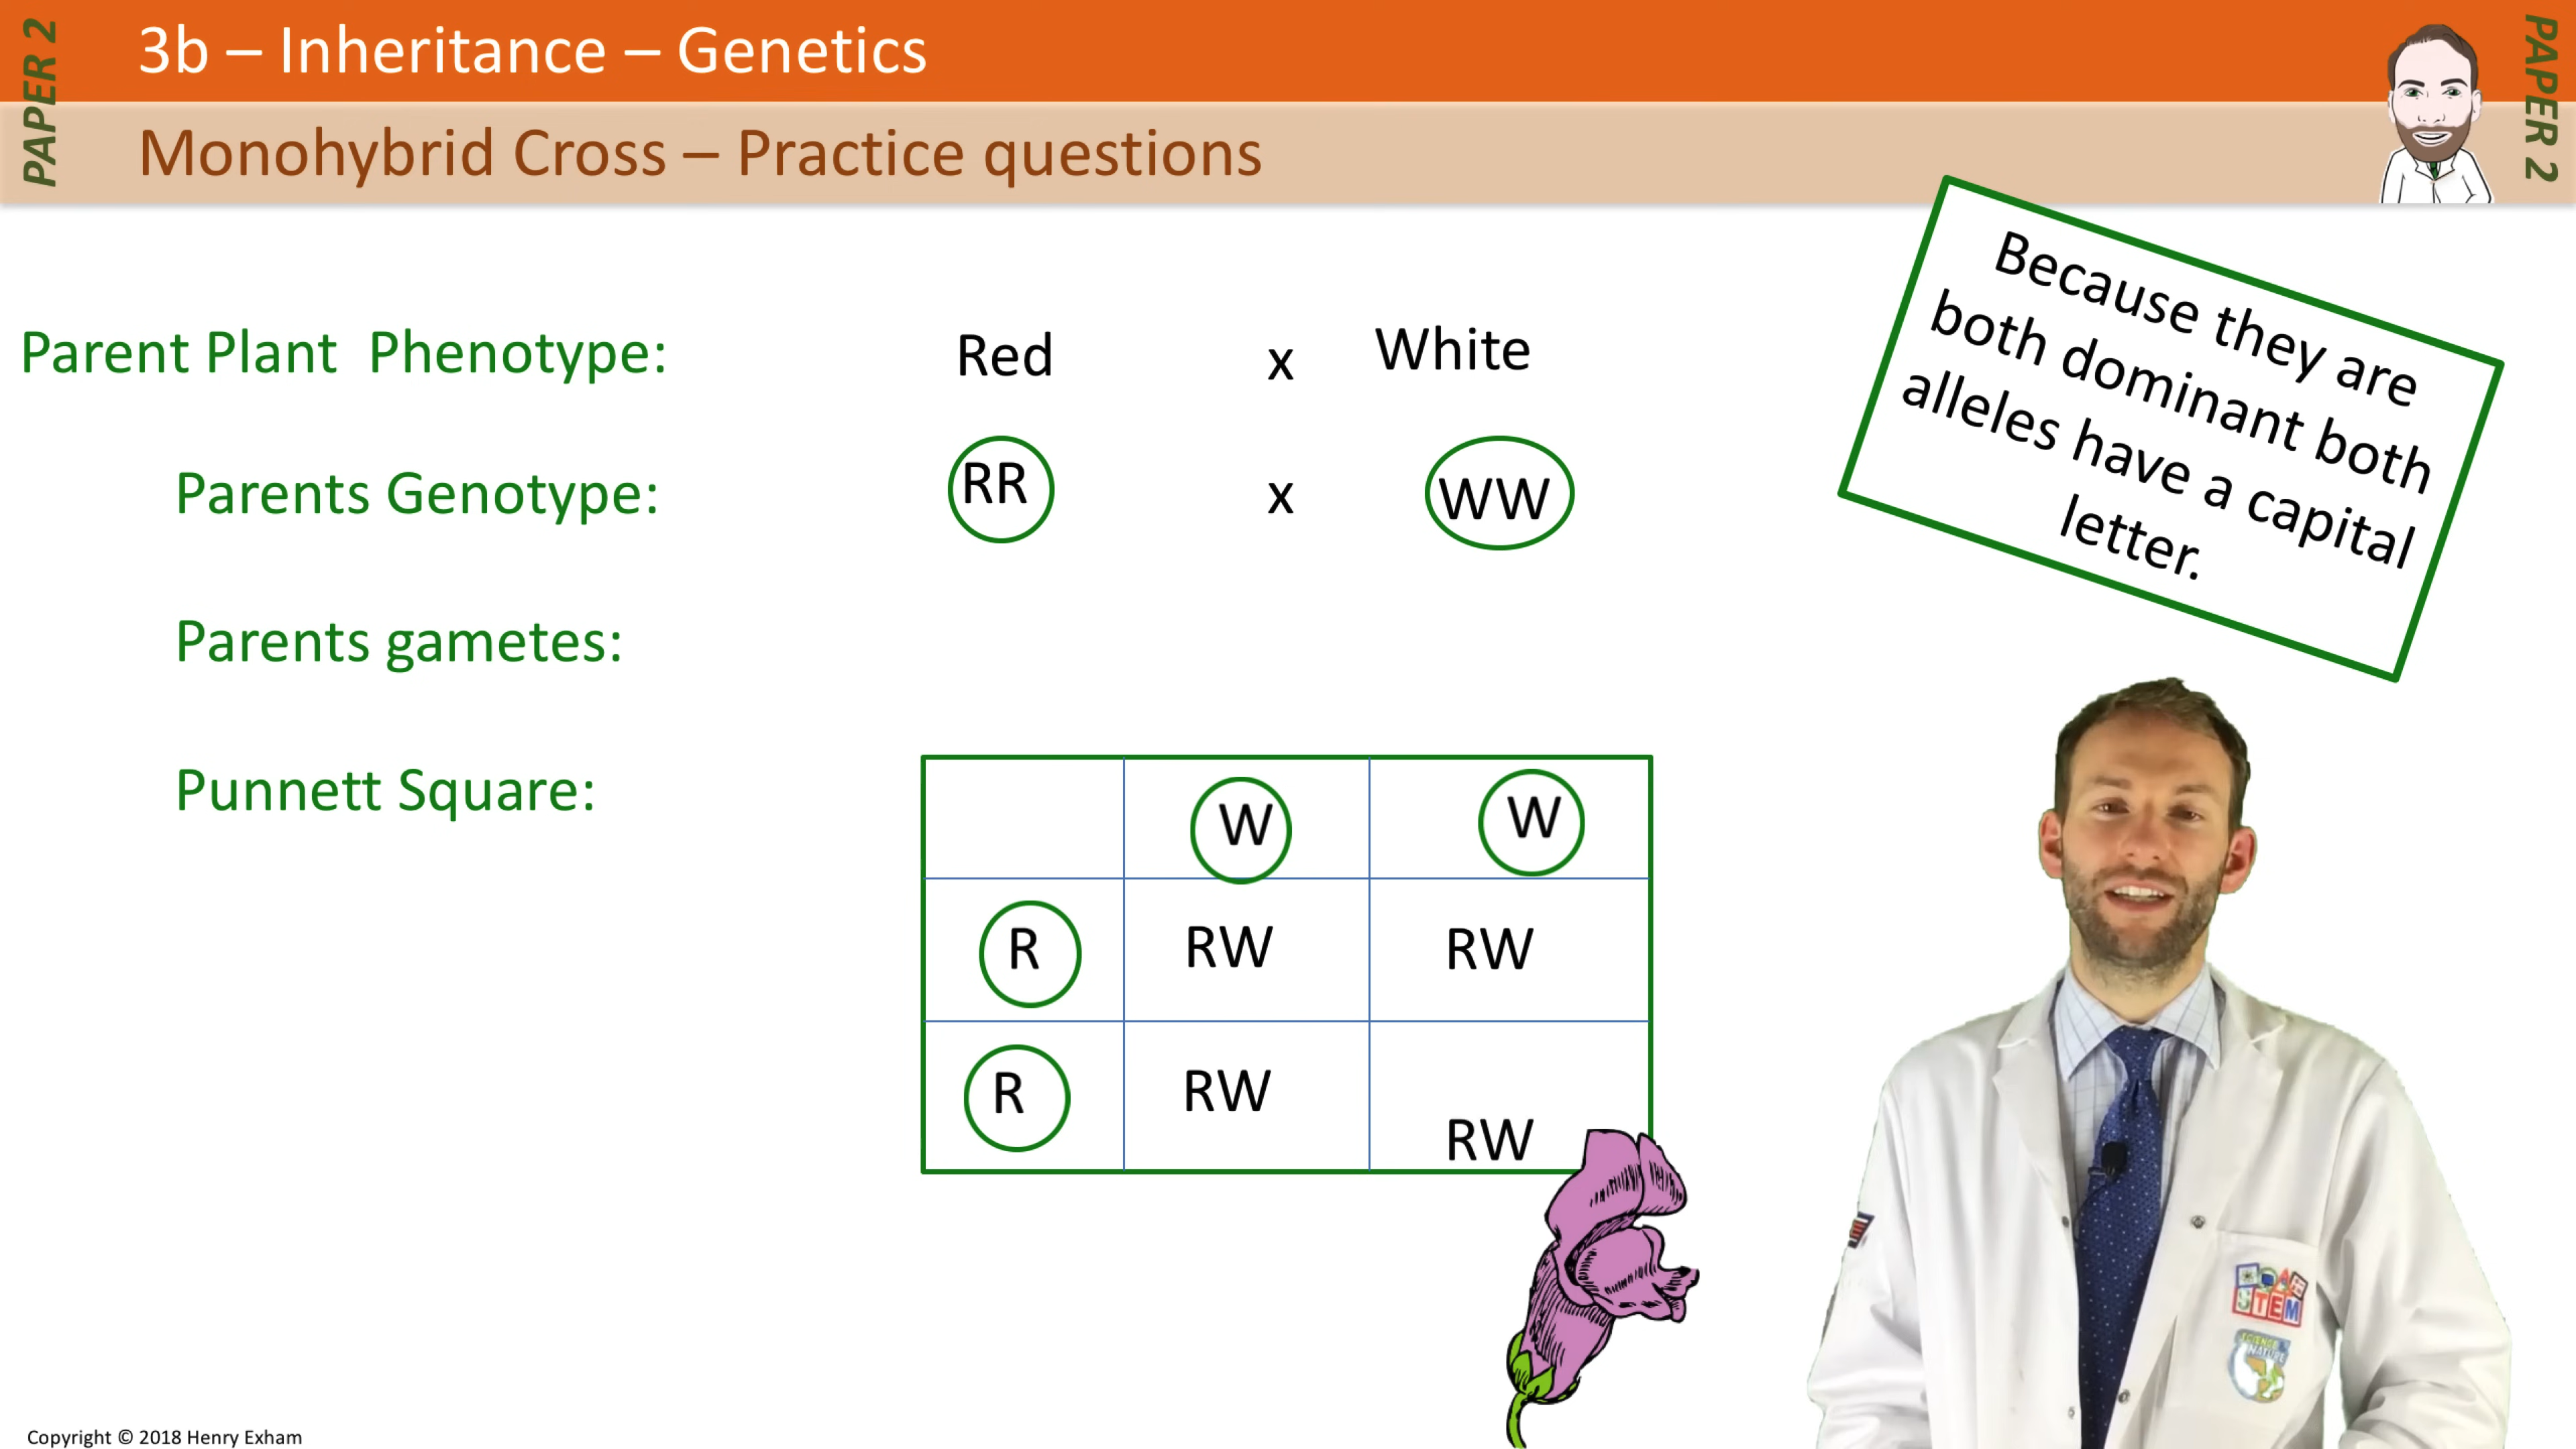 PAPER 2
3b – Inheritance – Genetics
PAPER 2
Monohybrid Cross – Practice questions
Because they are
both dominant both
alleles have a capital
letter.
Parent Plant Phenotype: Red x White
Parents Genotype: RR x WW
Parents gametes:
Punnett Square:
W W
R RW RW
R RW RW
STEM
SCIENCE
NATURE
Copyright © 2018 Henry Exham